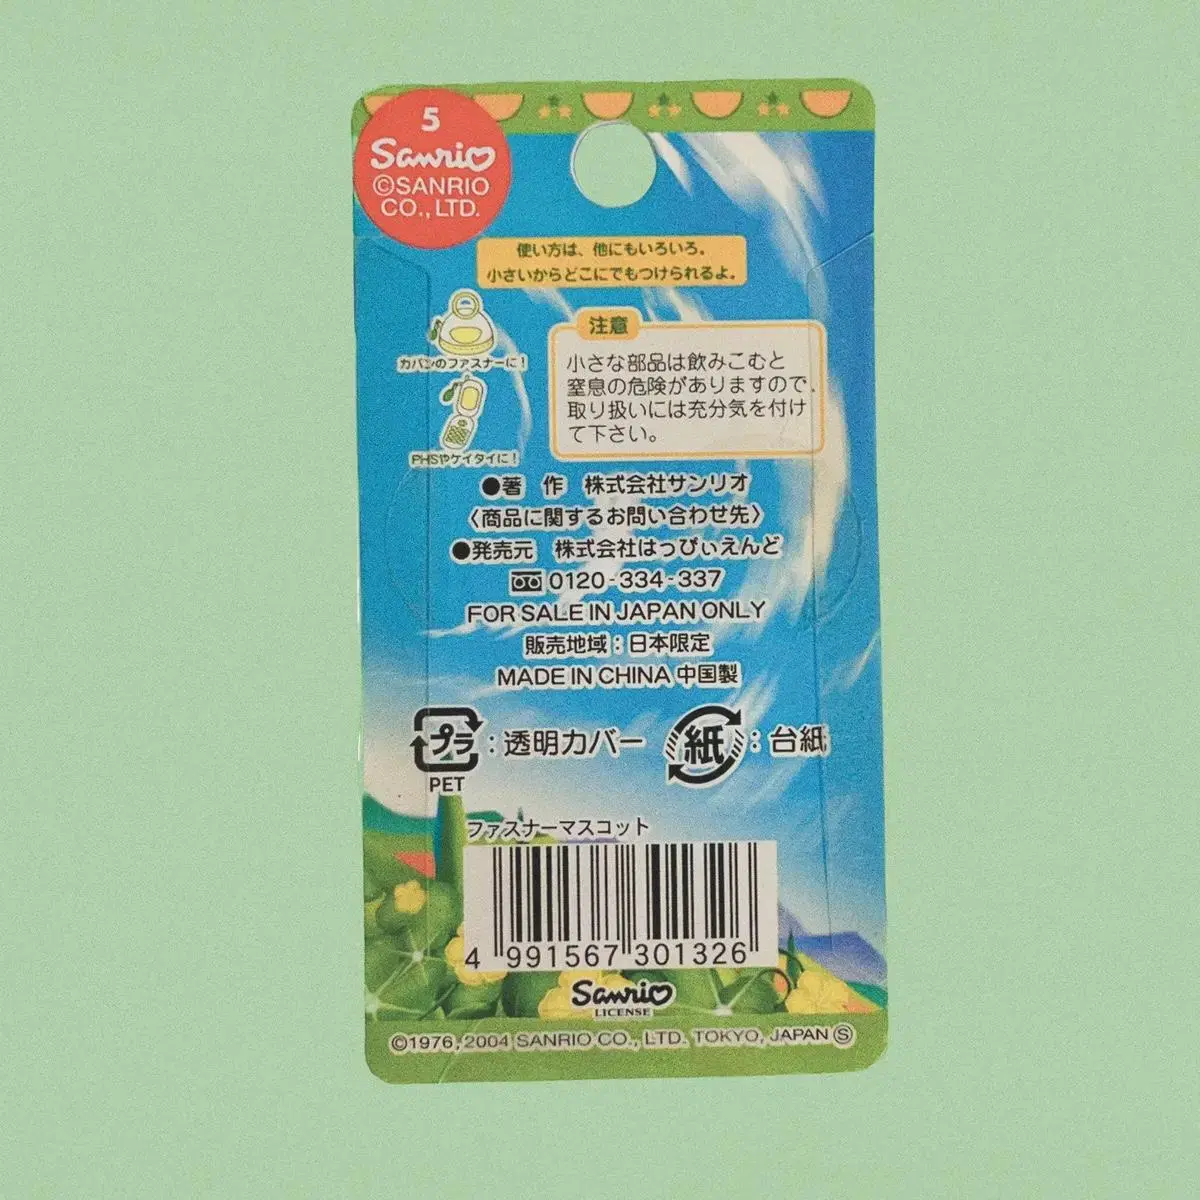 5
Sanrio
©SANRIO
CO., LTD.
使い方は、他にもいろいろ。
小さいからどこにでもつけられるよ。
カバンのファスナーに!
PHSやケイタイに!
注意
小さな部品は飲みこむと
窒息の危険がありますので、
取り扱いには充分気を付け
て下さい。
●著 作 株式会社サンリオ
〈商品に関するお問い合わせ先〉
●発売元 株式会社はっぴぃえんど
0120-334-337
FOR SALE IN JAPAN ONLY
販売地域:日本限定
MADE IN CHINA 中国製
プラ:透明カバー
PET
紙:台紙
ファスナーマスコット
4 991567 301326
Sanrio
LICENSE
©1976, 2004 SANRIO CO., LTD. TOKYO, JAPAN Ⓢ